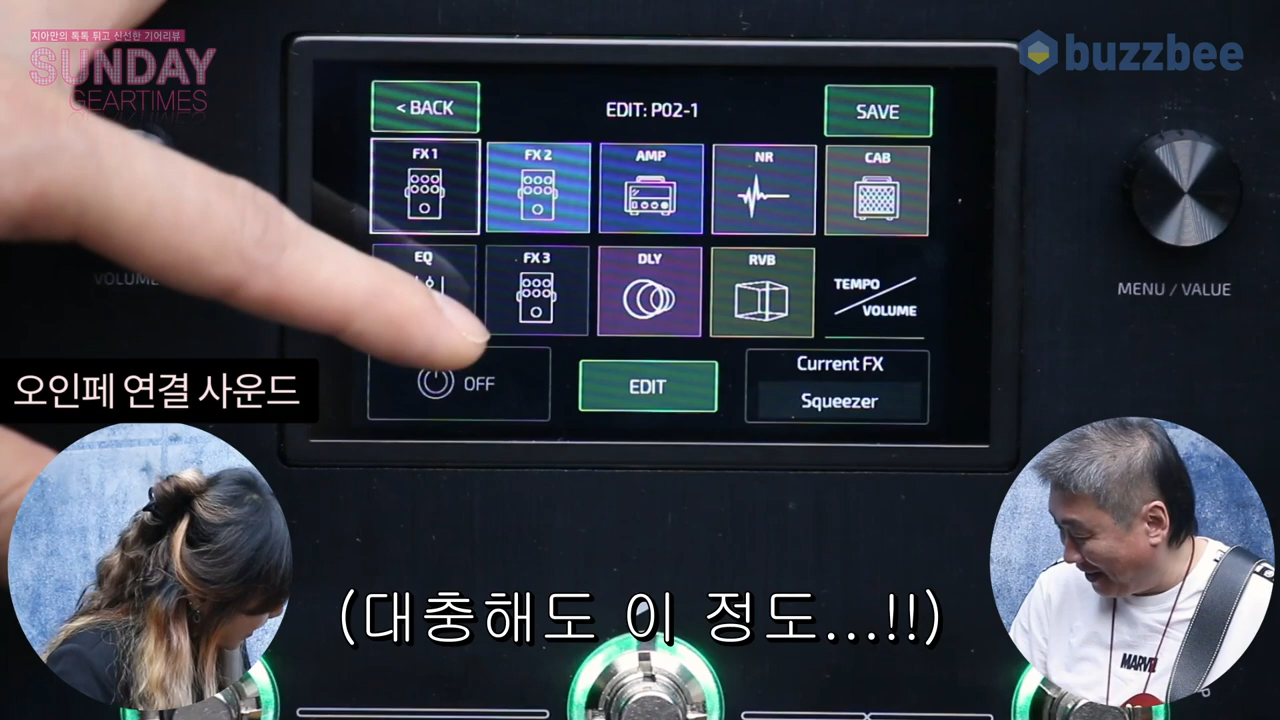 지아만의 톡톡 튀고 신선한 기어리뷰
SUNDAY
GEARTIMES
buzzbee
< BACK
EDIT: P02-1
SAVE
FX 1
FX 2
AMP
NR
CAB
EQ
FX 3
DLY
RVB
TEMPO
VOLUME
OFF
EDIT
Current FX
Squeezer
VOLUME
MENU / VALUE
오인페 연결 사운드
(대충해도 이 정도...!!)